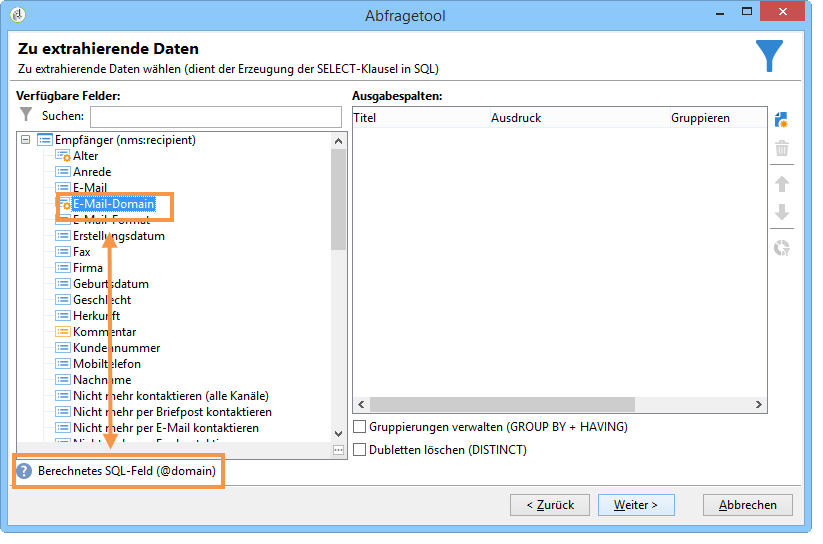 Abfragetool
Zu extrahierende Daten
Zu extrahierende Daten wählen (dient der Erzeugung der SELECT-Klausel in SQL)
Verfügbare Felder:
Suchen:
Empfänger (nms:recipient)
Alter
Anrede
E-Mail
E-Mail-Domain
E-Mail-Format
Erstellungsdatum
Fax
Firma
Geburtsdatum
Geschlecht
Herkunft
Kommentar
Kundennummer
Mobiltelefon
Nachname
Nicht mehr kontaktieren (alle Kanäle)
Nicht mehr per Briefpost kontaktieren
Nicht mehr per E-Mail kontaktieren
Berechnetes SQL-Feld (@domain)
Ausgabespalten:
Titel Ausdruck Gruppieren
Gruppierungen verwalten (GROUP BY + HAVING)
Dubletten löschen (DISTINCT)
< Zurück Weiter > Abbrechen